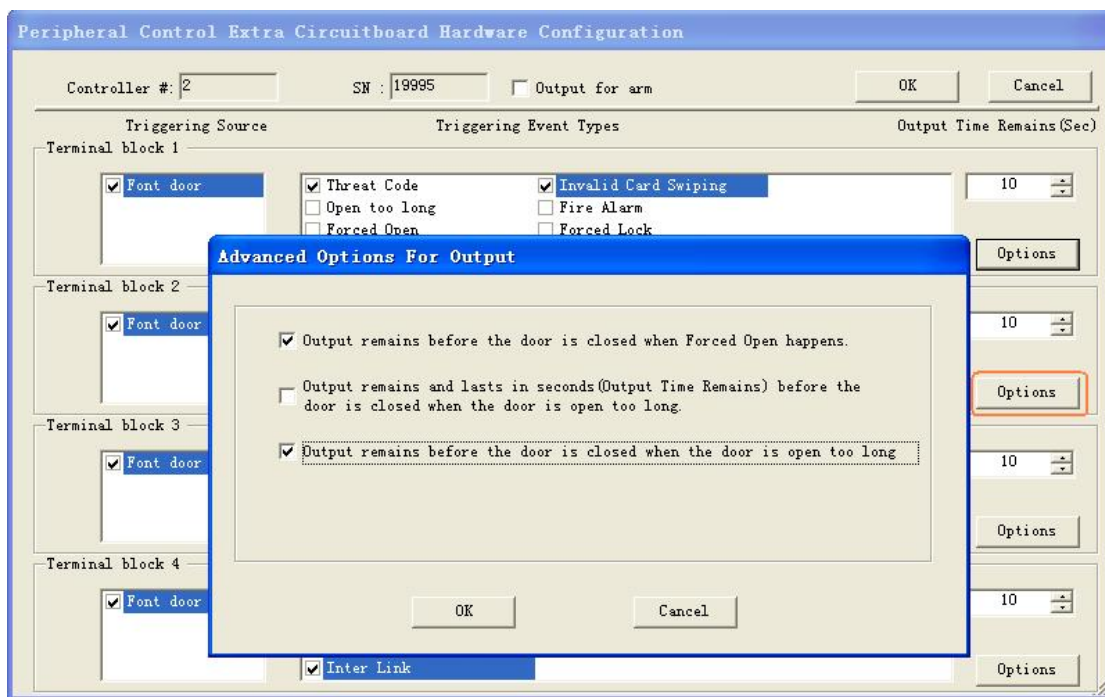 Peripheral Control Extra Circuitboard Hardware Configuration
Controller #: 2 SN : 19995 Output for arm OK Cancel
Triggering Source Triggering Event Types Output Time Remains(Sec)
Terminal block 1
Font door Threat Code Invalid Card Swiping 10
Open too long Fire Alarm
Forced Open Forced Lock
Options
Advanced Options For Output
Terminal block 2
Font door 10
Output remains before the door is closed when Forced Open happens.
Output remains and lasts in seconds(Output Time Remains) before the
door is closed when the door is open too long.
Options
Terminal block 3
Output remains before the door is closed when the door is open too long
Font door 10
Options
Terminal block 4
Font door 10
OK Cancel
Inter Link Options